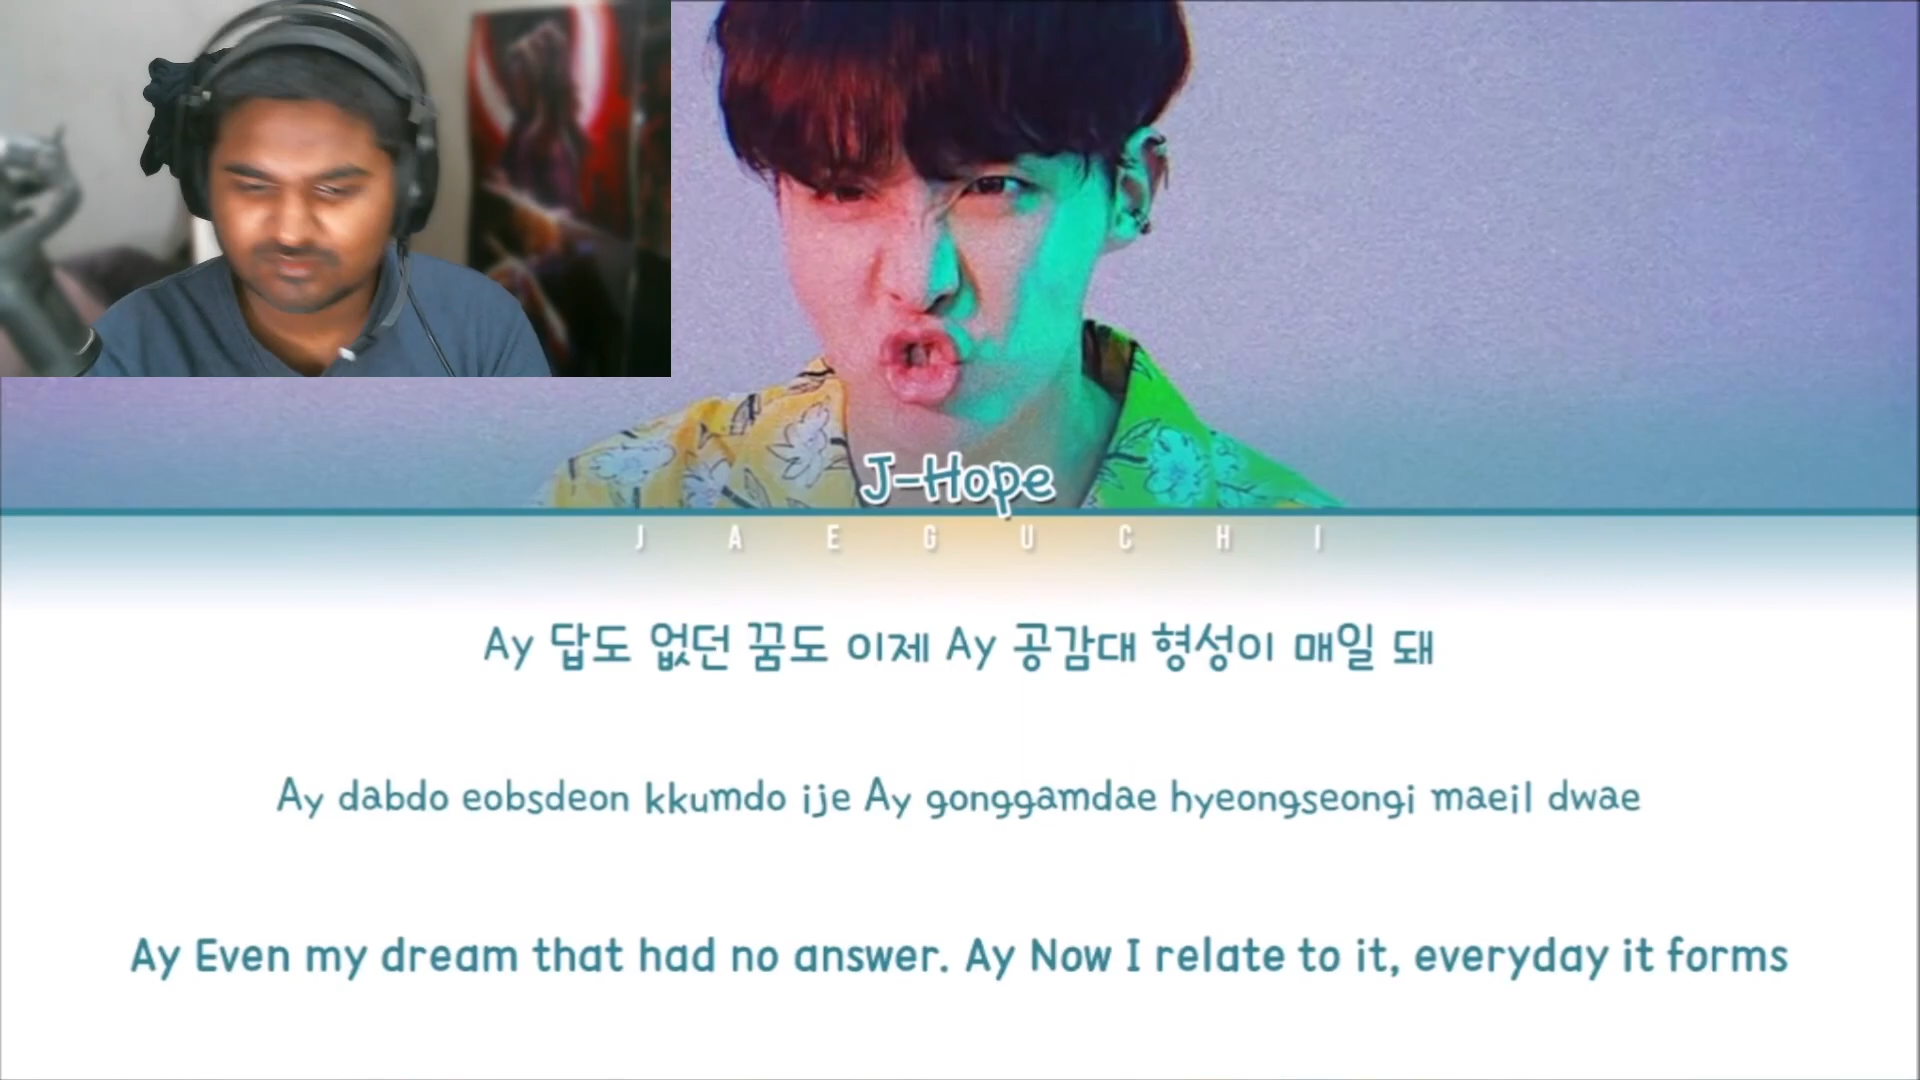 J-Hope
JAEGUCHI
Ay 답도 없던 꿈도 이제 Ay 공감대 형성이 매일 돼
Ay dabdo eobsdeon kkumdo ije Ay gonggamdae hyeongseongi maeil dwae
Ay Even my dream that had no answer. Ay Now I relate to it, everyday it forms